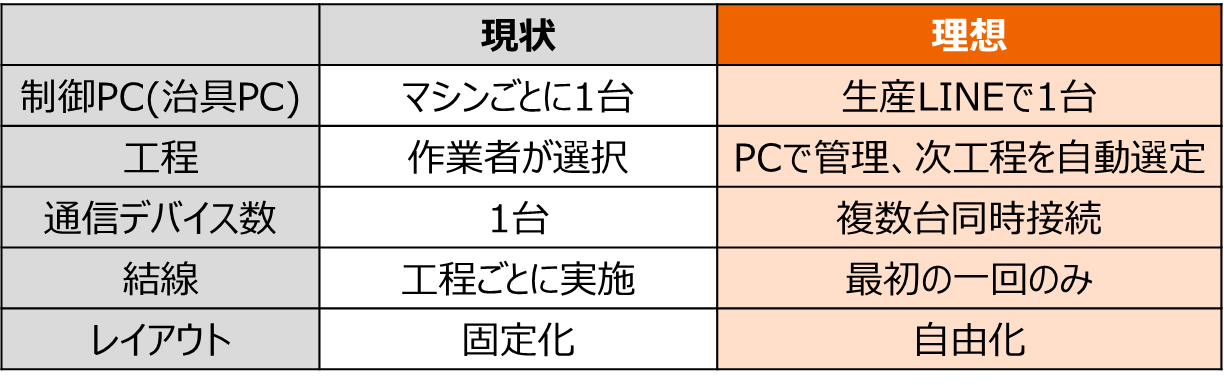 現状 理想
制御PC(治具PC) マシンごとに1台 生産LINEで1台
工程 作業者が選択 PCで管理、次工程を自動選定
通信デバイス数 1台 複数台同時接続
結線 工程ごとに実施 最初の一回のみ
レイアウト 固定化 自由化